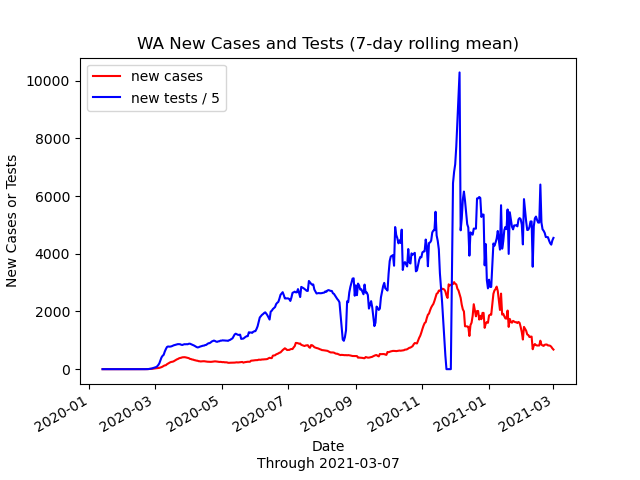 WA New Cases and Tests (7-day rolling mean)
new cases
new tests / 5
New Cases or Tests
10000
8000
6000
4000
2000
0
2020-01
2020-03
2020-05
2020-07
2020-09
2020-11
2021-01
2021-03
Date
Through 2021-03-07